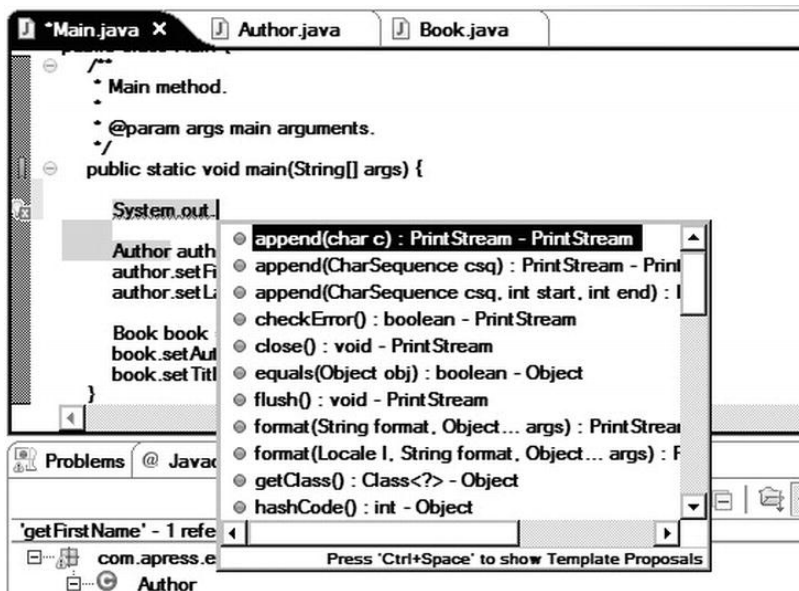 *Main.java Author.java Book.java
/**
* Main method.
*
* @param args main arguments.
*/
public static void main(String[] args) {
System.out.
Author auth
author.setFi
author.setLa
Book book
book.setAut
book.setTitl
}
append(char c) : PrintStream - PrintStream
append(CharSequence csq) : PrintStream - Print
append(CharSequence csq, int start, int end) :
checkError() : boolean - PrintStream
close() : void - PrintStream
equals(Object obj) : boolean - Object
flush() : void - PrintStream
format(String format, Object... args) : PrintStrear
format(Locale l, String format, Object... args) : F
getClass() : Class<?> - Object
hashCode() : int - Object
Press 'Ctrl+Space' to show Template Proposals
Problems @ Javad
'getFirstName' - 1 refe
com.apress.e
Author